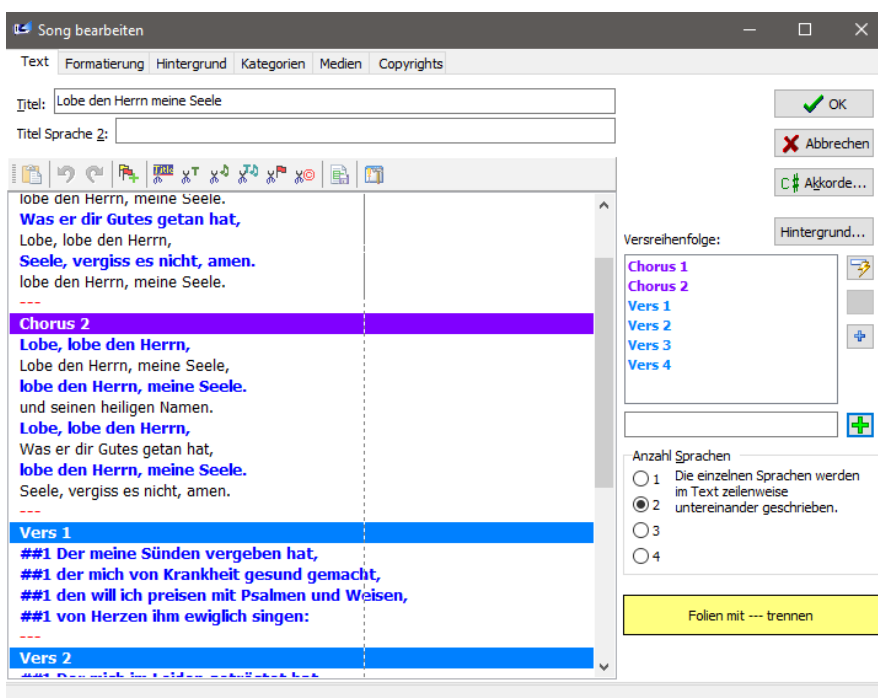 Song bearbeiten
Text Formatierung Hintergrund Kategorien Medien Copyrights
Titel: Lobe den Herrn meine Seele
Titel Sprache 2:
OK
Abbrechen
C# Akkorde...
Hintergrund...
lobe den Herrn, meine Seele.
Was er dir Gutes getan hat,
Lobe, lobe den Herrn,
Seele, vergiss es nicht, amen.
lobe den Herrn, meine Seele.
---
Chorus 2
Lobe, lobe den Herrn,
Lobe den Herrn, meine Seele,
lobe den Herrn, meine Seele.
und seinen heiligen Namen.
Lobe, lobe den Herrn,
Was er dir Gutes getan hat,
lobe den Herrn, meine Seele.
Seele, vergiss es nicht, amen.
---
Vers 1
##1 Der meine Sünden vergeben hat,
##1 der mich von Krankheit gesund gemacht,
##1 den will ich preisen mit Psalmen und Weisen,
##1 von Herzen ihm ewiglich singen:
---
Vers 2
##1 Der mich im Leiden getröstet hat
Versreihenfolge:
Chorus 1
Chorus 2
Vers 1
Vers 2
Vers 3
Vers 4
Anzahl Sprachen
1
2
3
4
Die einzelnen Sprachen werden
im Text zeilenweise
untereinander geschrieben.
Folien mit --- trennen